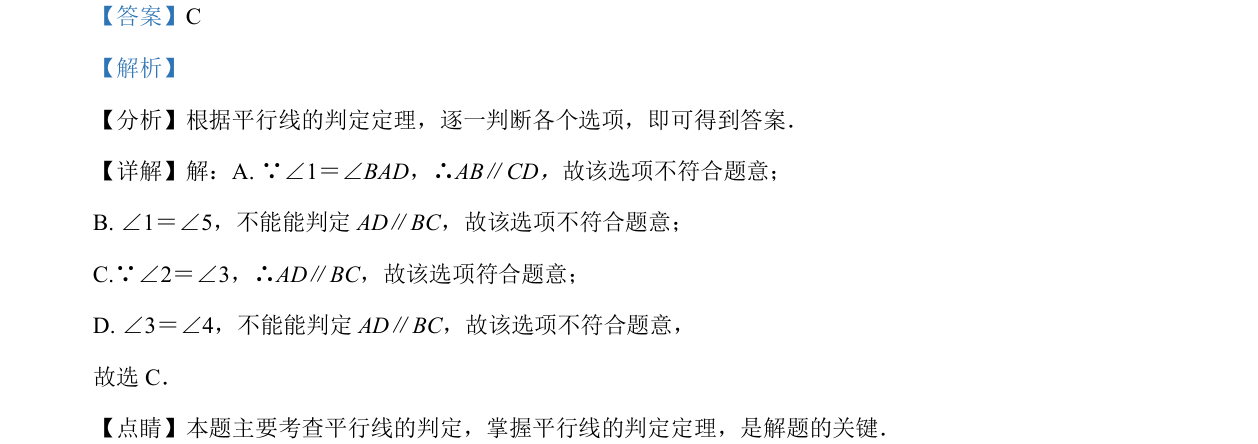 【答案】C
【解析】
【分析】根据平行线的判定定理，逐一判断各个选项，即可得到答案．
【详解】解：A. ∵∠1＝∠BAD，∴AB∥CD，故该选项不符合题意；
B. ∠1＝∠5，不能能判定 AD∥BC，故该选项不符合题意；
C.∵∠2＝∠3，∴AD∥BC，故该选项符合题意；
D. ∠3＝∠4，不能能判定 AD∥BC，故该选项不符合题意，
故选 C．
【点睛】本题主要考查平行线的判定，掌握平行线的判定定理，是解题的关键．